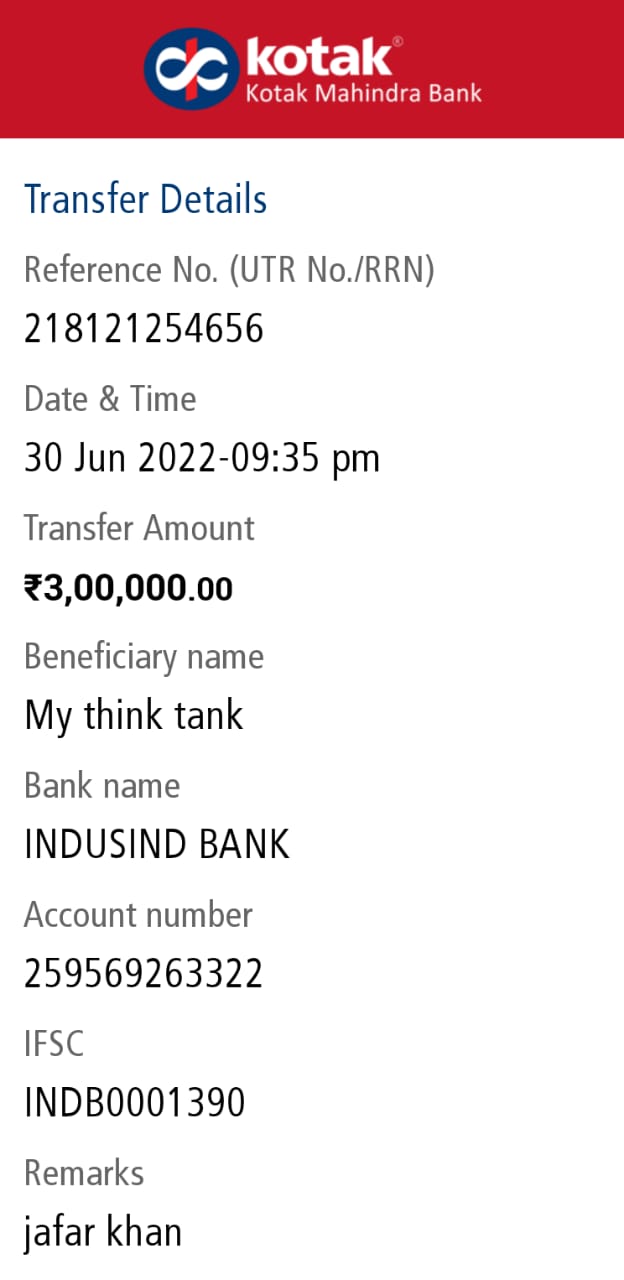 kotak®
Kotak Mahindra Bank
Transfer Details
Reference No. (UTR No./RRN)
218121254656
Date & Time
30 Jun 2022-09:35 pm
Transfer Amount
₹3,00,000.00
Beneficiary name
My think tank
Bank name
INDUSIND BANK
Account number
259569263322
IFSC
INDB0001390
Remarks
jafar khan